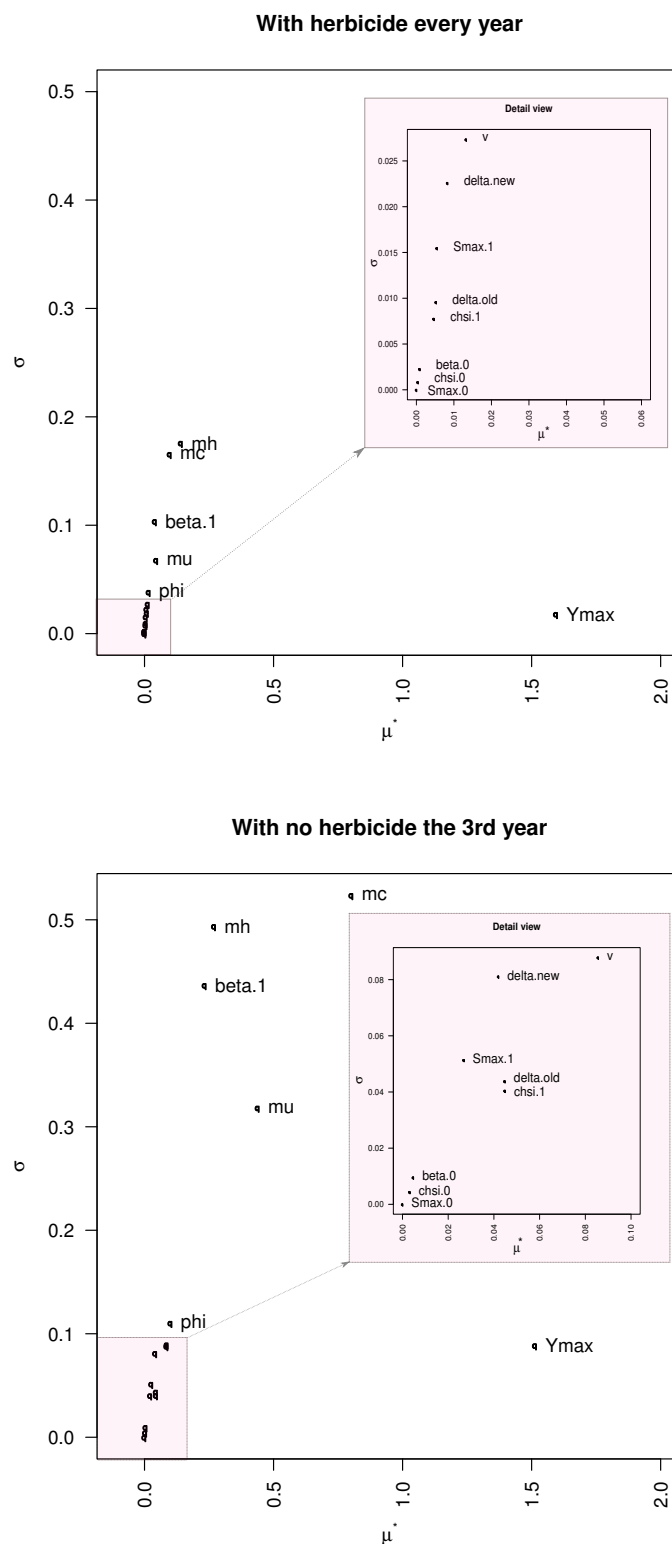 With herbicide every year
0.5
0.4
0.3
0.2
0.1
0.0
σ
mh
mc
beta.1
mu
phi
Ymax
0.0
0.5
1.0
1.5
2.0
μ*
Detail view
0.025
0.020
0.015
0.010
0.005
0.000
σ
v
delta.new
Smax.1
delta.old
chsi.1
beta.0
chsi.0
Smax.0
0.00
0.01
0.02
0.03
0.04
0.05
0.06
μ*
With no herbicide the 3rd year
0.5
0.4
0.3
0.2
0.1
0.0
σ
mc
mh
beta.1
mu
phi
Ymax
0.0
0.5
1.0
1.5
2.0
μ*
Detail view
0.08
0.06
0.04
0.02
0.00
σ
v
delta.new
Smax.1
delta.old
chsi.1
beta.0
chsi.0
Smax.0
0.00
0.02
0.04
0.06
0.08
0.10
μ*